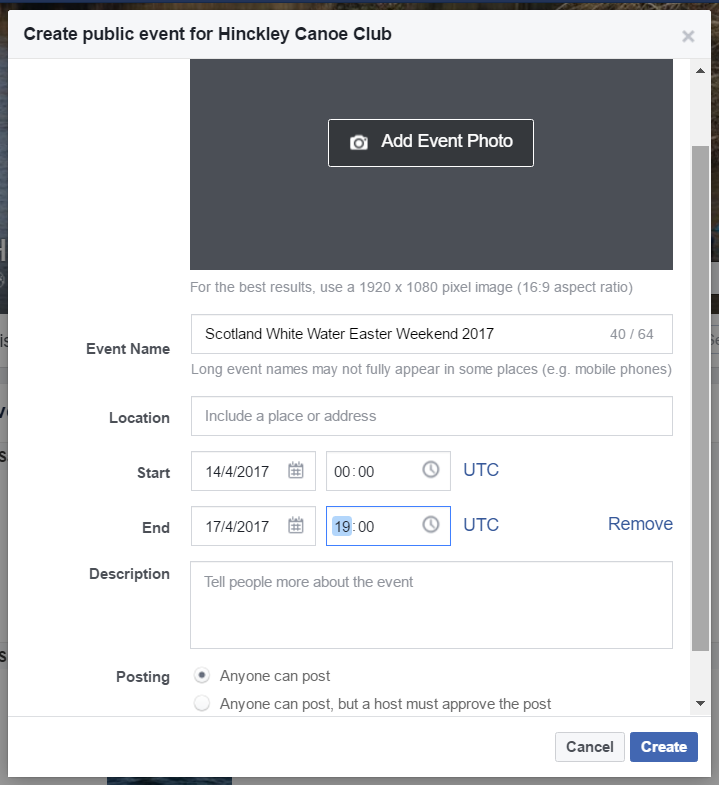 Create public event for Hinckley Canoe Club
Add Event Photo
For the best results, use a 1920 x 1080 pixel image (16:9 aspect ratio)
Event Name Scotland White Water Easter Weekend 2017 40 / 64
Long event names may not fully appear in some places (e.g. mobile phones)
Location Include a place or address
Start 14/4/2017 00:00 UTC
End 17/4/2017 19:00 UTC Remove
Description Tell people more about the event
Posting Anyone can post
Anyone can post, but a host must approve the post
Cancel Create